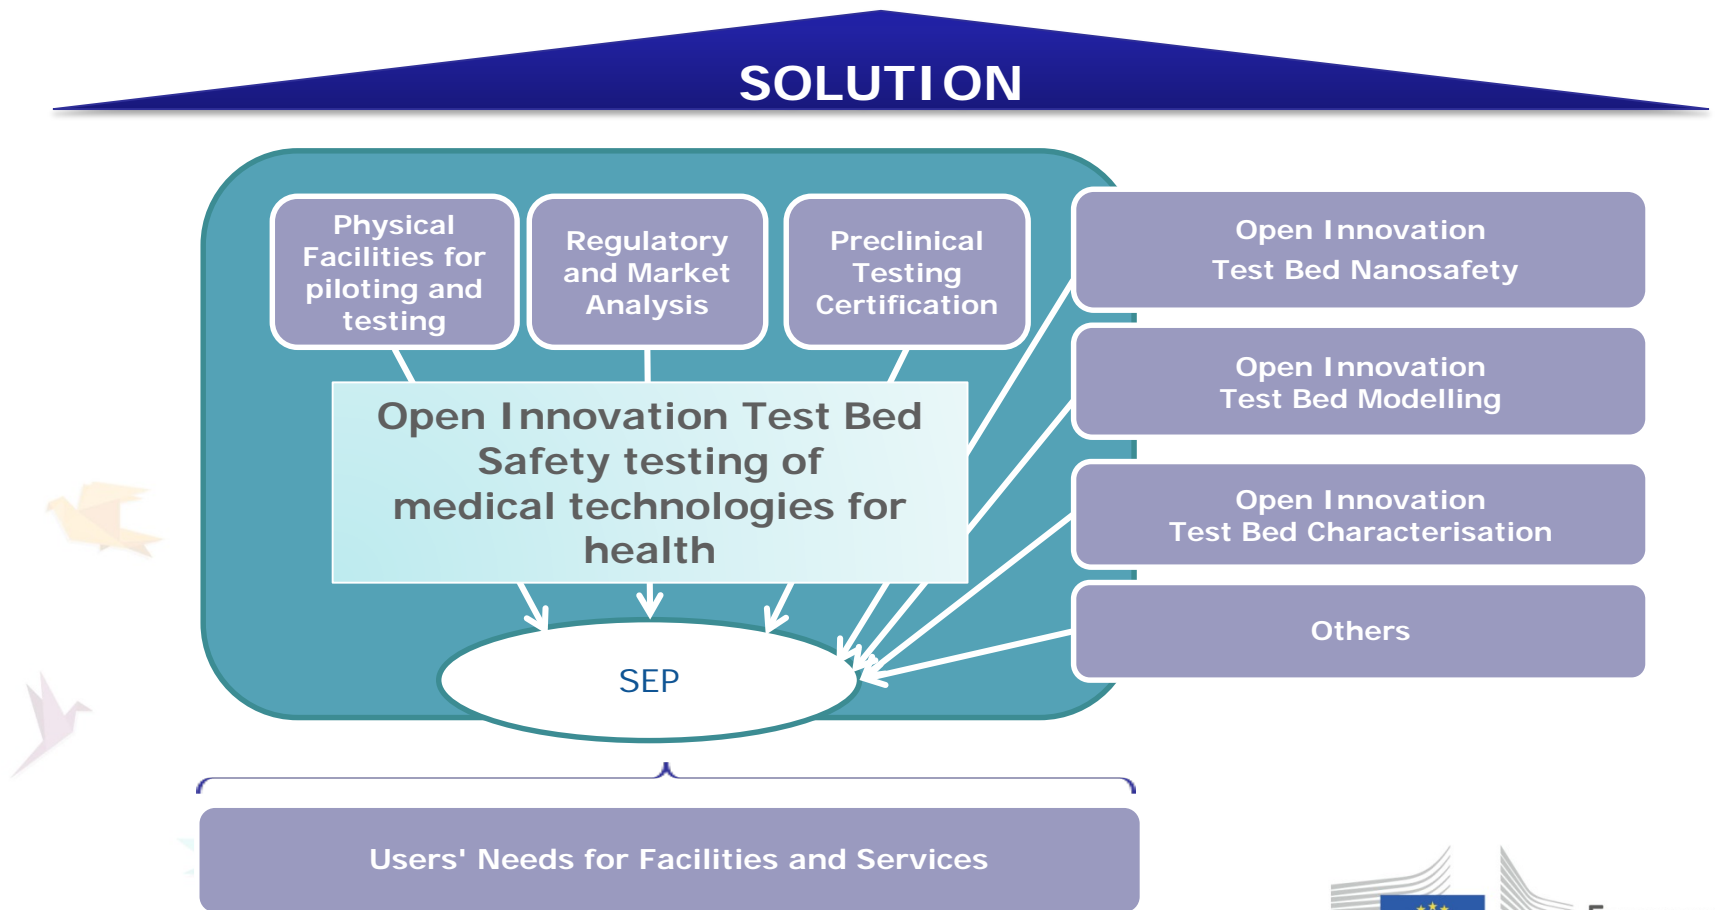 SOLUTION
Physical
Facilities for
piloting and
testing
Regulatory
and Market
Analysis
Preclinical
Testing
Certification
Open Innovation
Test Bed Nanosafety
Open Innovation
Test Bed Modelling
Open Innovation
Test Bed Characterisation
Others
Open Innovation Test Bed
Safety testing of
medical technologies for
health
SEP
Users' Needs for Facilities and Services